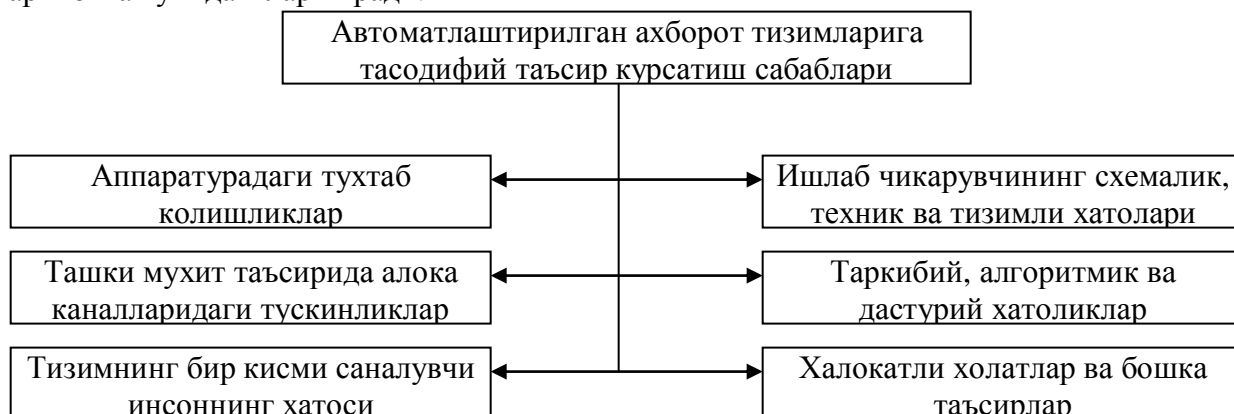 Автоматлаштирилган ахборот тизимларига
тасодифий таъсир курсатиш сабаблари
Аппаратурадаги тухтаб
колишликлар
Ишлаб чикарувчининг схемалик,
техник ва тизимли хатолари
Ташки мухит таъсирида алока
каналларидаги тускинликлар
Таркибий, алгоритмик ва
дастурий хатоликлар
Тизимнинг бир кисми саналувчи
инсоннинг хатоси
Халокатли холатлар ва бошка
таъсирлар